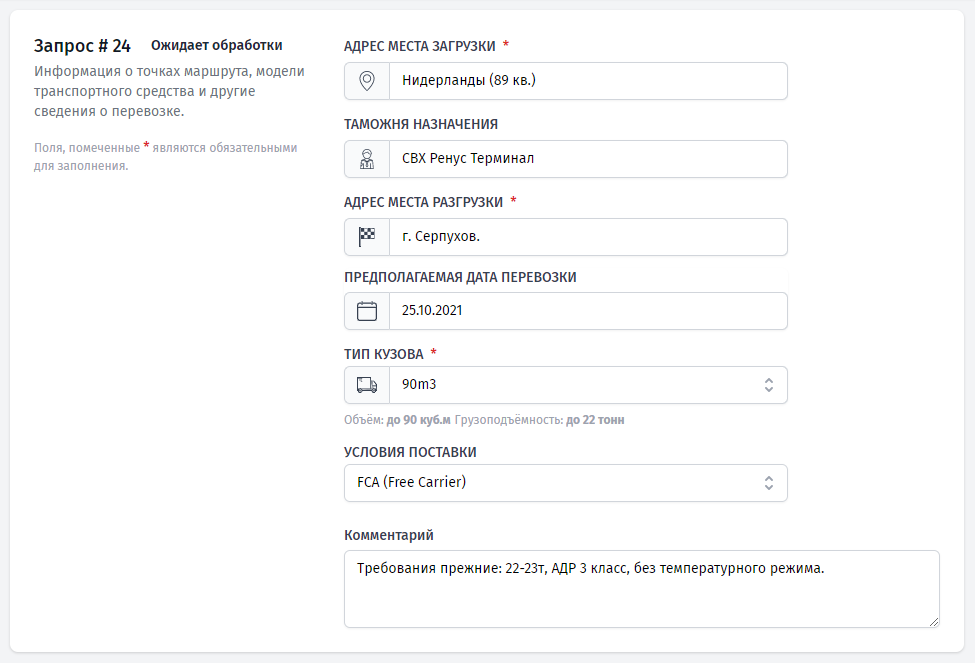 Запрос # 24 Ожидает обработки
Информация о точках маршрута, модели
транспортного средства и другие
сведения о перевозке.
Поля, помеченные * являются обязательными
для заполнения.
АДРЕС МЕСТА ЗАГРУЗКИ *
Нидерланды (89 кв.)
ТАМОЖНЯ НАЗНАЧЕНИЯ
СВХ Ренус Терминал
АДРЕС МЕСТА РАЗГРУЗКИ *
г. Серпухов.
ПРЕДПОЛАГАЕМАЯ ДАТА ПЕРЕВОЗКИ
25.10.2021
ТИП КУЗОВА *
90m3
Объём: до 90 куб.м Грузоподъёмность: до 22 тонн
УСЛОВИЯ ПОСТАВКИ
FCA (Free Carrier)
Комментарий
Требования прежние: 22-23т, АДР 3 класс, без температурного режима.